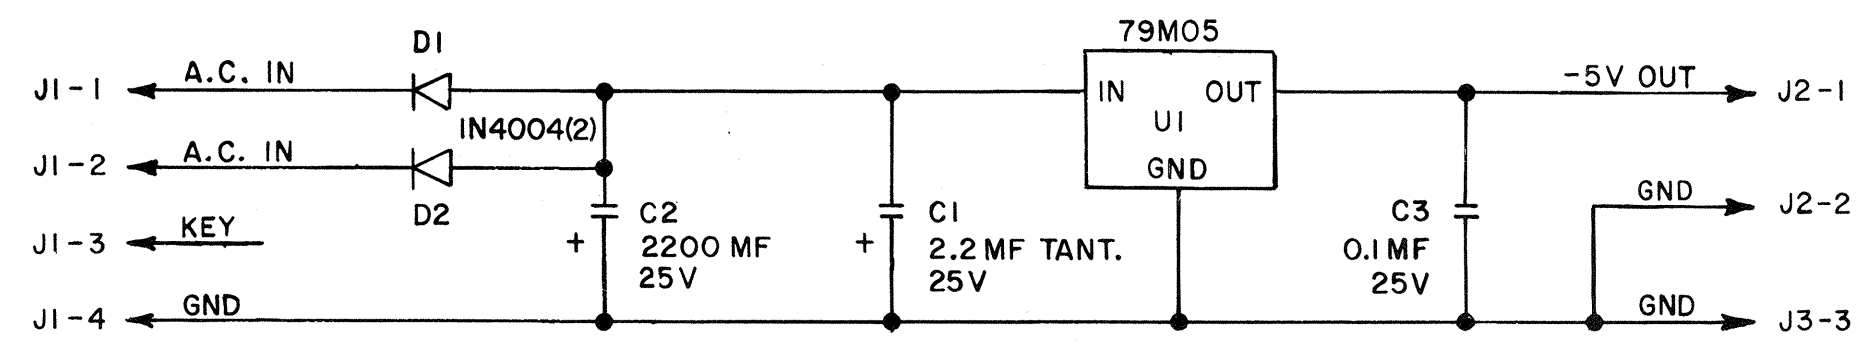 79M05
D1
J1-1
A.C. IN
IN
OUT
-5V OUT
J2-1
1N4004(2)
U1
J1-2
A.C. IN
GND
D2
GND
J2-2
J1-3
KEY
C2
C1
C3
+
2200 MF
+
2.2 MF TANT.
0.1 MF
25V
25V
25V
J1-4
GND
GND
J3-3